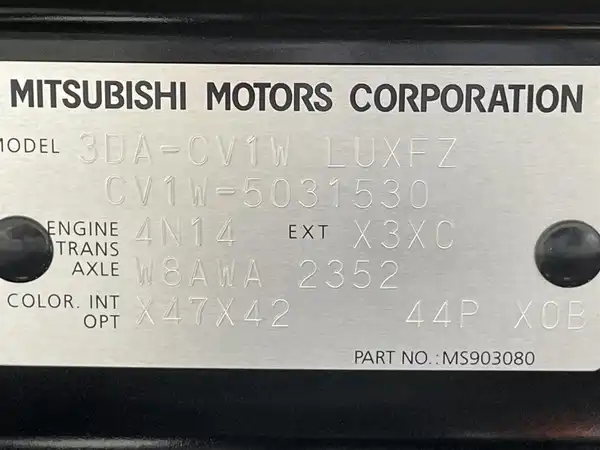 MITSUBISHI MOTORS CORPORATION
MODEL 3DA-CV1W LUXFZ
CV1W-5031530
ENGINE 4N14 EXT X3XC
TRANS
AXLE W8AWA 2352
COLOR. INT
OPT X47X42 44P X0B
PART NO.:MS903080